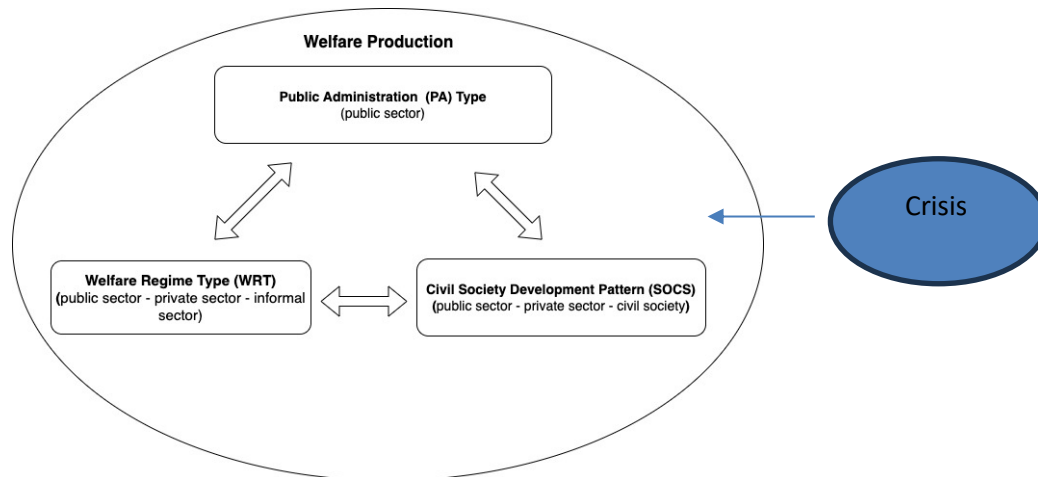 Welfare Production
Public Administration (PA) Type
(public sector)
Welfare Regime Type (WRT)
(public sector - private sector - informal
sector)
Civil Society Development Pattern (SOCS)
(public sector - private sector - civil society)
Crisis